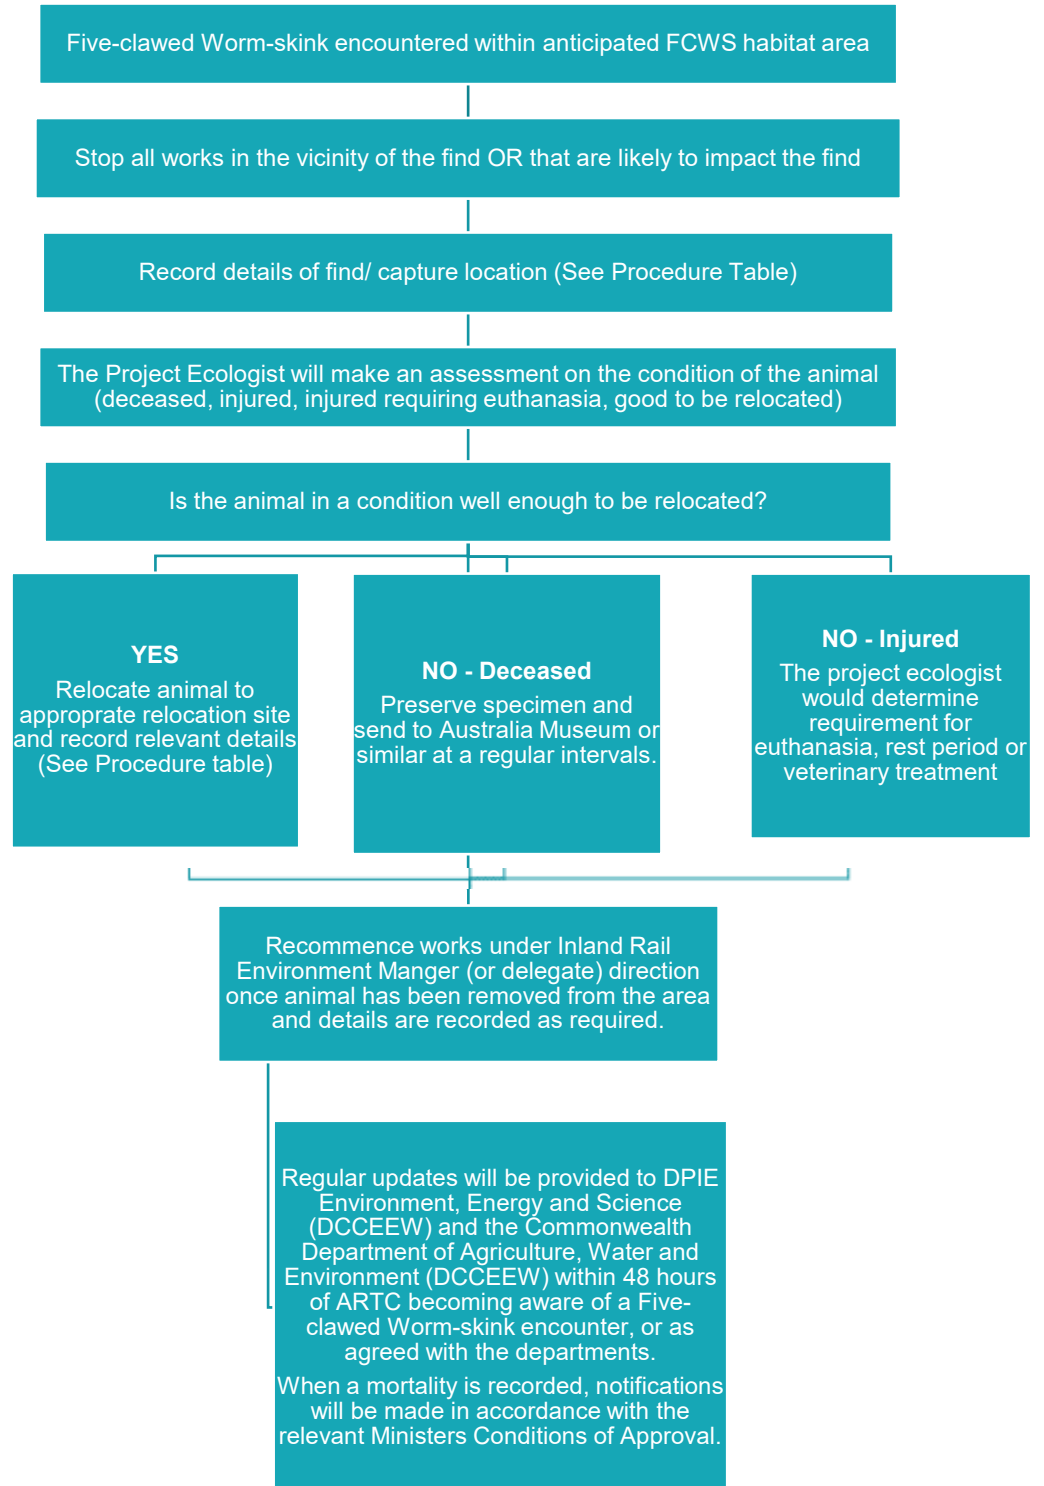 Five-clawed Worm-skink encountered within anticipated FCWS habitat area
Stop all works in the vicinity of the find OR that are likely to impact the find
Record details of find/ capture location (See Procedure Table)
The Project Ecologist will make an assessment on the condition of the animal
(deceased, injured, injured requiring euthanasia, good to be relocated)
Is the animal in a condition well enough to be relocated?
YES
Relocate animal to
approprate relocation site
and record relevant details
(See Procedure table)
NO - Deceased
Preserve specimen and
send to Australia Museum or
similar at a regular intervals.
NO - Injured
The project ecologist
would determine
requirement for
euthanasia, rest period or
veterinary treatment
Recommence works under Inland Rail
Environment Manger (or delegate) direction
once animal has been removed from the area
and details are recorded as required.
Regular updates will be provided to DPIE
Environment, Energy and Science
(DCCEEW) and the Commonwealth
Department of Agriculture, Water and
Environment (DCCEEW) within 48 hours
of ARTC becoming aware of a Five-
clawed Worm-skink encounter, or as
agreed with the departments.
When a mortality is recorded, notifications
will be made in accordance with the
relevant Ministers Conditions of Approval.